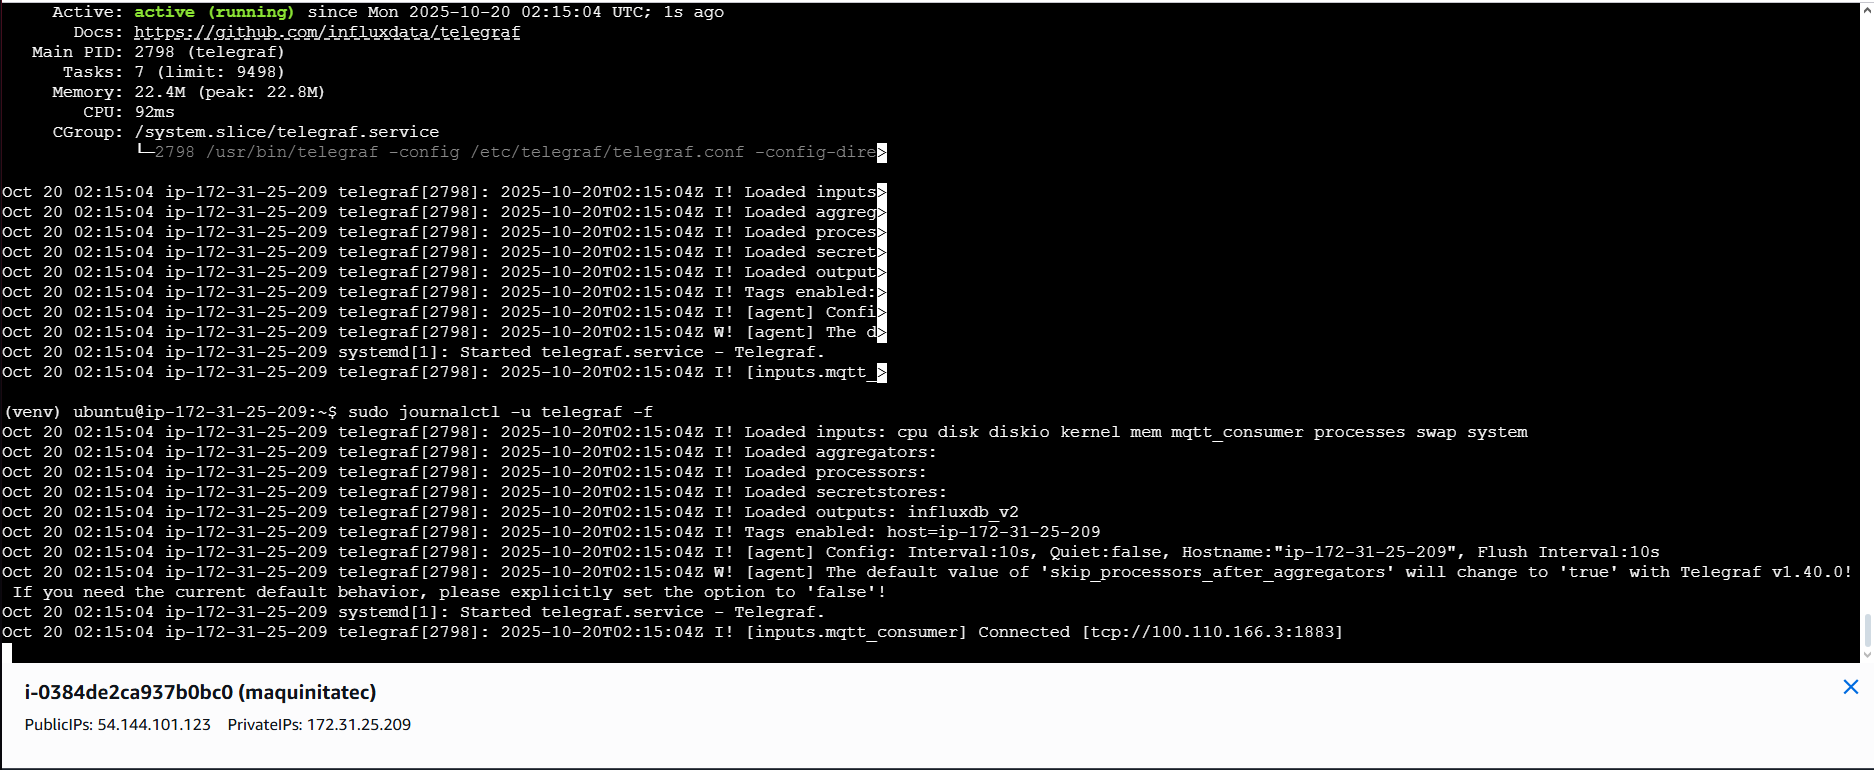 Active: active (running) since Mon 2025-10-20 02:15:04 UTC; 1s ago
Docs: https://github.com/influxdata/telegraf
Main PID: 2798 (telegraf)
Tasks: 7 (limit: 9498)
Memory: 22.4M (peak: 22.8M)
CPU: 92ms
CGroup: /system.slice/telegraf.service
└─2798 /usr/bin/telegraf -config /etc/telegraf/telegraf.conf -config-dire>
Oct 20 02:15:04 ip-172-31-25-209 telegraf[2798]: 2025-10-20T02:15:04Z I! Loaded inputs>
Oct 20 02:15:04 ip-172-31-25-209 telegraf[2798]: 2025-10-20T02:15:04Z I! Loaded aggreg>
Oct 20 02:15:04 ip-172-31-25-209 telegraf[2798]: 2025-10-20T02:15:04Z I! Loaded proces>
Oct 20 02:15:04 ip-172-31-25-209 telegraf[2798]: 2025-10-20T02:15:04Z I! Loaded secret>
Oct 20 02:15:04 ip-172-31-25-209 telegraf[2798]: 2025-10-20T02:15:04Z I! Loaded output>
Oct 20 02:15:04 ip-172-31-25-209 telegraf[2798]: 2025-10-20T02:15:04Z I! Tags enabled:>
Oct 20 02:15:04 ip-172-31-25-209 telegraf[2798]: 2025-10-20T02:15:04Z I! [agent] Confi>
Oct 20 02:15:04 ip-172-31-25-209 telegraf[2798]: 2025-10-20T02:15:04Z W! [agent] The d>
Oct 20 02:15:04 ip-172-31-25-209 systemd[1]: Started telegraf.service - Telegraf.
Oct 20 02:15:04 ip-172-31-25-209 telegraf[2798]: 2025-10-20T02:15:04Z I! [inputs.mqtt_>
(venv) ubuntu@ip-172-31-25-209:~$ sudo journalctl -u telegraf -f
Oct 20 02:15:04 ip-172-31-25-209 telegraf[2798]: 2025-10-20T02:15:04Z I! Loaded inputs: cpu disk diskio kernel mem mqtt_consumer processes swap system
Oct 20 02:15:04 ip-172-31-25-209 telegraf[2798]: 2025-10-20T02:15:04Z I! Loaded aggregators:
Oct 20 02:15:04 ip-172-31-25-209 telegraf[2798]: 2025-10-20T02:15:04Z I! Loaded processors:
Oct 20 02:15:04 ip-172-31-25-209 telegraf[2798]: 2025-10-20T02:15:04Z I! Loaded secretstores:
Oct 20 02:15:04 ip-172-31-25-209 telegraf[2798]: 2025-10-20T02:15:04Z I! Loaded outputs: influxdb_v2
Oct 20 02:15:04 ip-172-31-25-209 telegraf[2798]: 2025-10-20T02:15:04Z I! Tags enabled: host=ip-172-31-25-209
Oct 20 02:15:04 ip-172-31-25-209 telegraf[2798]: 2025-10-20T02:15:04Z I! [agent] Config: Interval:10s, Quiet:false, Hostname:"ip-172-31-25-209", Flush Interval:10s
Oct 20 02:15:04 ip-172-31-25-209 telegraf[2798]: 2025-10-20T02:15:04Z W! [agent] The default value of 'skip_processors_after_aggregators' will change to 'true' with Telegraf v1.40.0!
If you need the current default behavior, please explicitly set the option to 'false'!
Oct 20 02:15:04 ip-172-31-25-209 systemd[1]: Started telegraf.service - Telegraf.
Oct 20 02:15:04 ip-172-31-25-209 telegraf[2798]: 2025-10-20T02:15:04Z I! [inputs.mqtt_consumer] Connected [tcp://100.110.166.3:1883]
i-0384de2ca937b0bc0 (maquinitatec)
PublicIPs: 54.144.101.123 PrivateIPs: 172.31.25.209